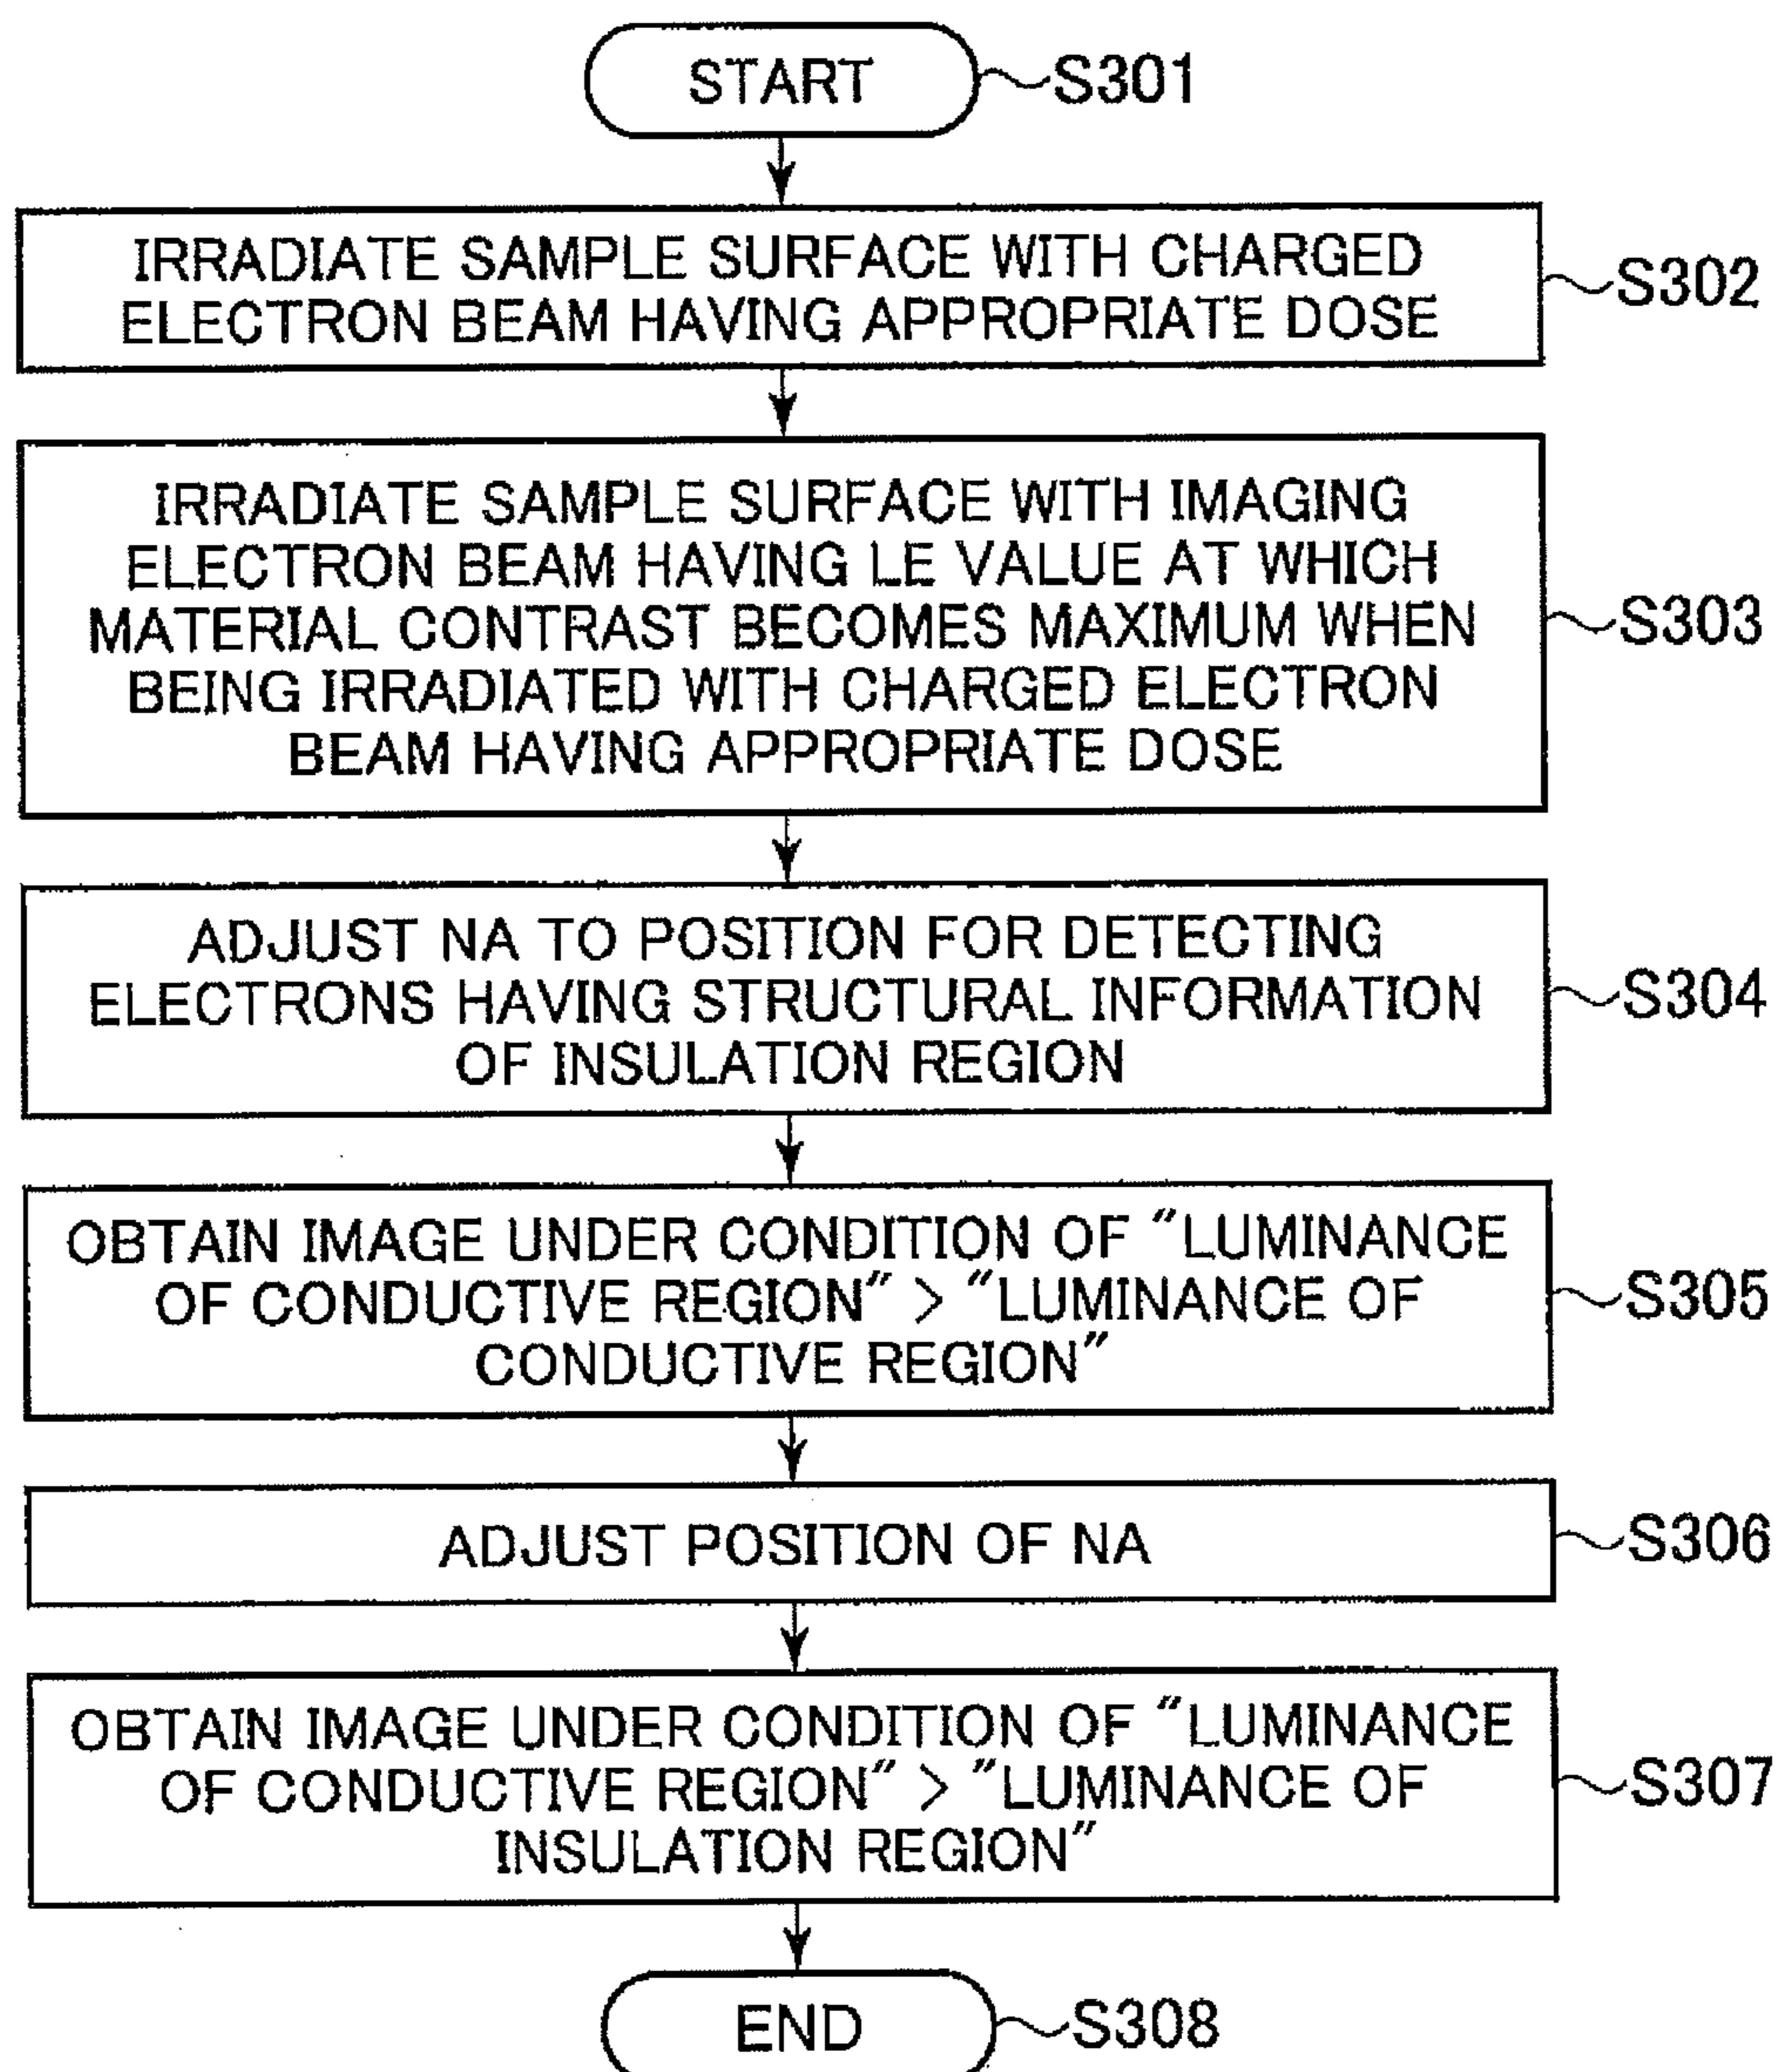 START
S301
IRRADIATE SAMPLE SURFACE WITH CHARGED
ELECTRON BEAM HAVING APPROPRIATE DOSE
S302
IRRADIATE SAMPLE SURFACE WITH IMAGING
ELECTRON BEAM HAVING LE VALUE AT WHICH
MATERIAL CONTRAST BECOMES MAXIMUM WHEN
BEING IRRADIATED WITH CHARGED ELECTRON
BEAM HAVING APPROPRIATE DOSE
S303
ADJUST NA TO POSITION FOR DETECTING
ELECTRONS HAVING STRUCTURAL INFORMATION
OF INSULATION REGION
S304
OBTAIN IMAGE UNDER CONDITION OF "LUMINANCE
OF CONDUCTIVE REGION" > "LUMINANCE OF
CONDUCTIVE REGION"
S305
ADJUST POSITION OF NA
S306
OBTAIN IMAGE UNDER CONDITION OF "LUMINANCE
OF CONDUCTIVE REGION" > "LUMINANCE OF
INSULATION REGION"
S307
END
S308